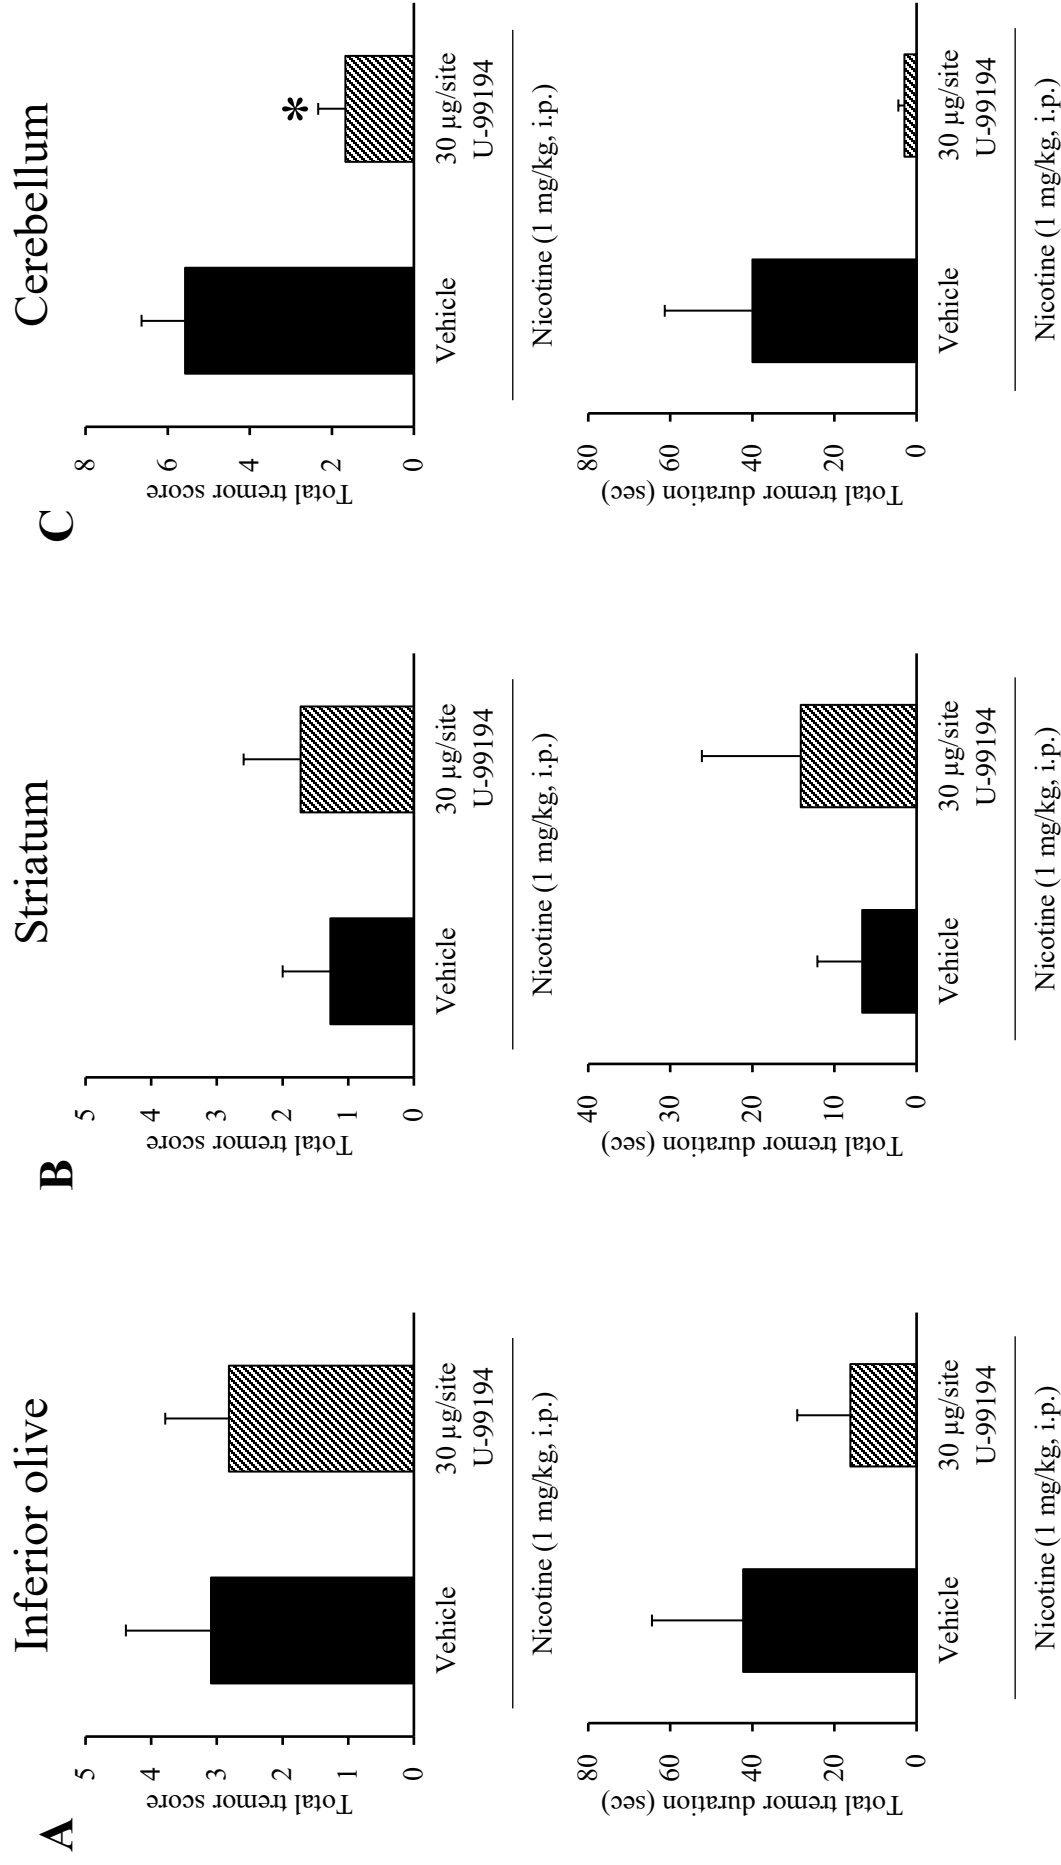 A
Inferior olive
Total tremor score
5
4
3
2
1
0
Vehicle
30 µg/site
U-99194
Nicotine (1 mg/kg, i.p.)
Total tremor duration (sec)
80
60
40
20
0
Vehicle
30 µg/site
U-99194
Nicotine (1 mg/kg, i.p.)
B
Striatum
Total tremor score
5
4
3
2
1
0
Vehicle
30 µg/site
U-99194
Nicotine (1 mg/kg, i.p.)
Total tremor duration (sec)
40
30
20
10
0
Vehicle
30 µg/site
U-99194
Nicotine (1 mg/kg, i.p.)
C
Cerebellum
Total tremor score
8
6
4
2
0
*
Vehicle
30 µg/site
U-99194
Nicotine (1 mg/kg, i.p.)
Total tremor duration (sec)
80
60
40
20
0
Vehicle
30 µg/site
U-99194
Nicotine (1 mg/kg, i.p.)